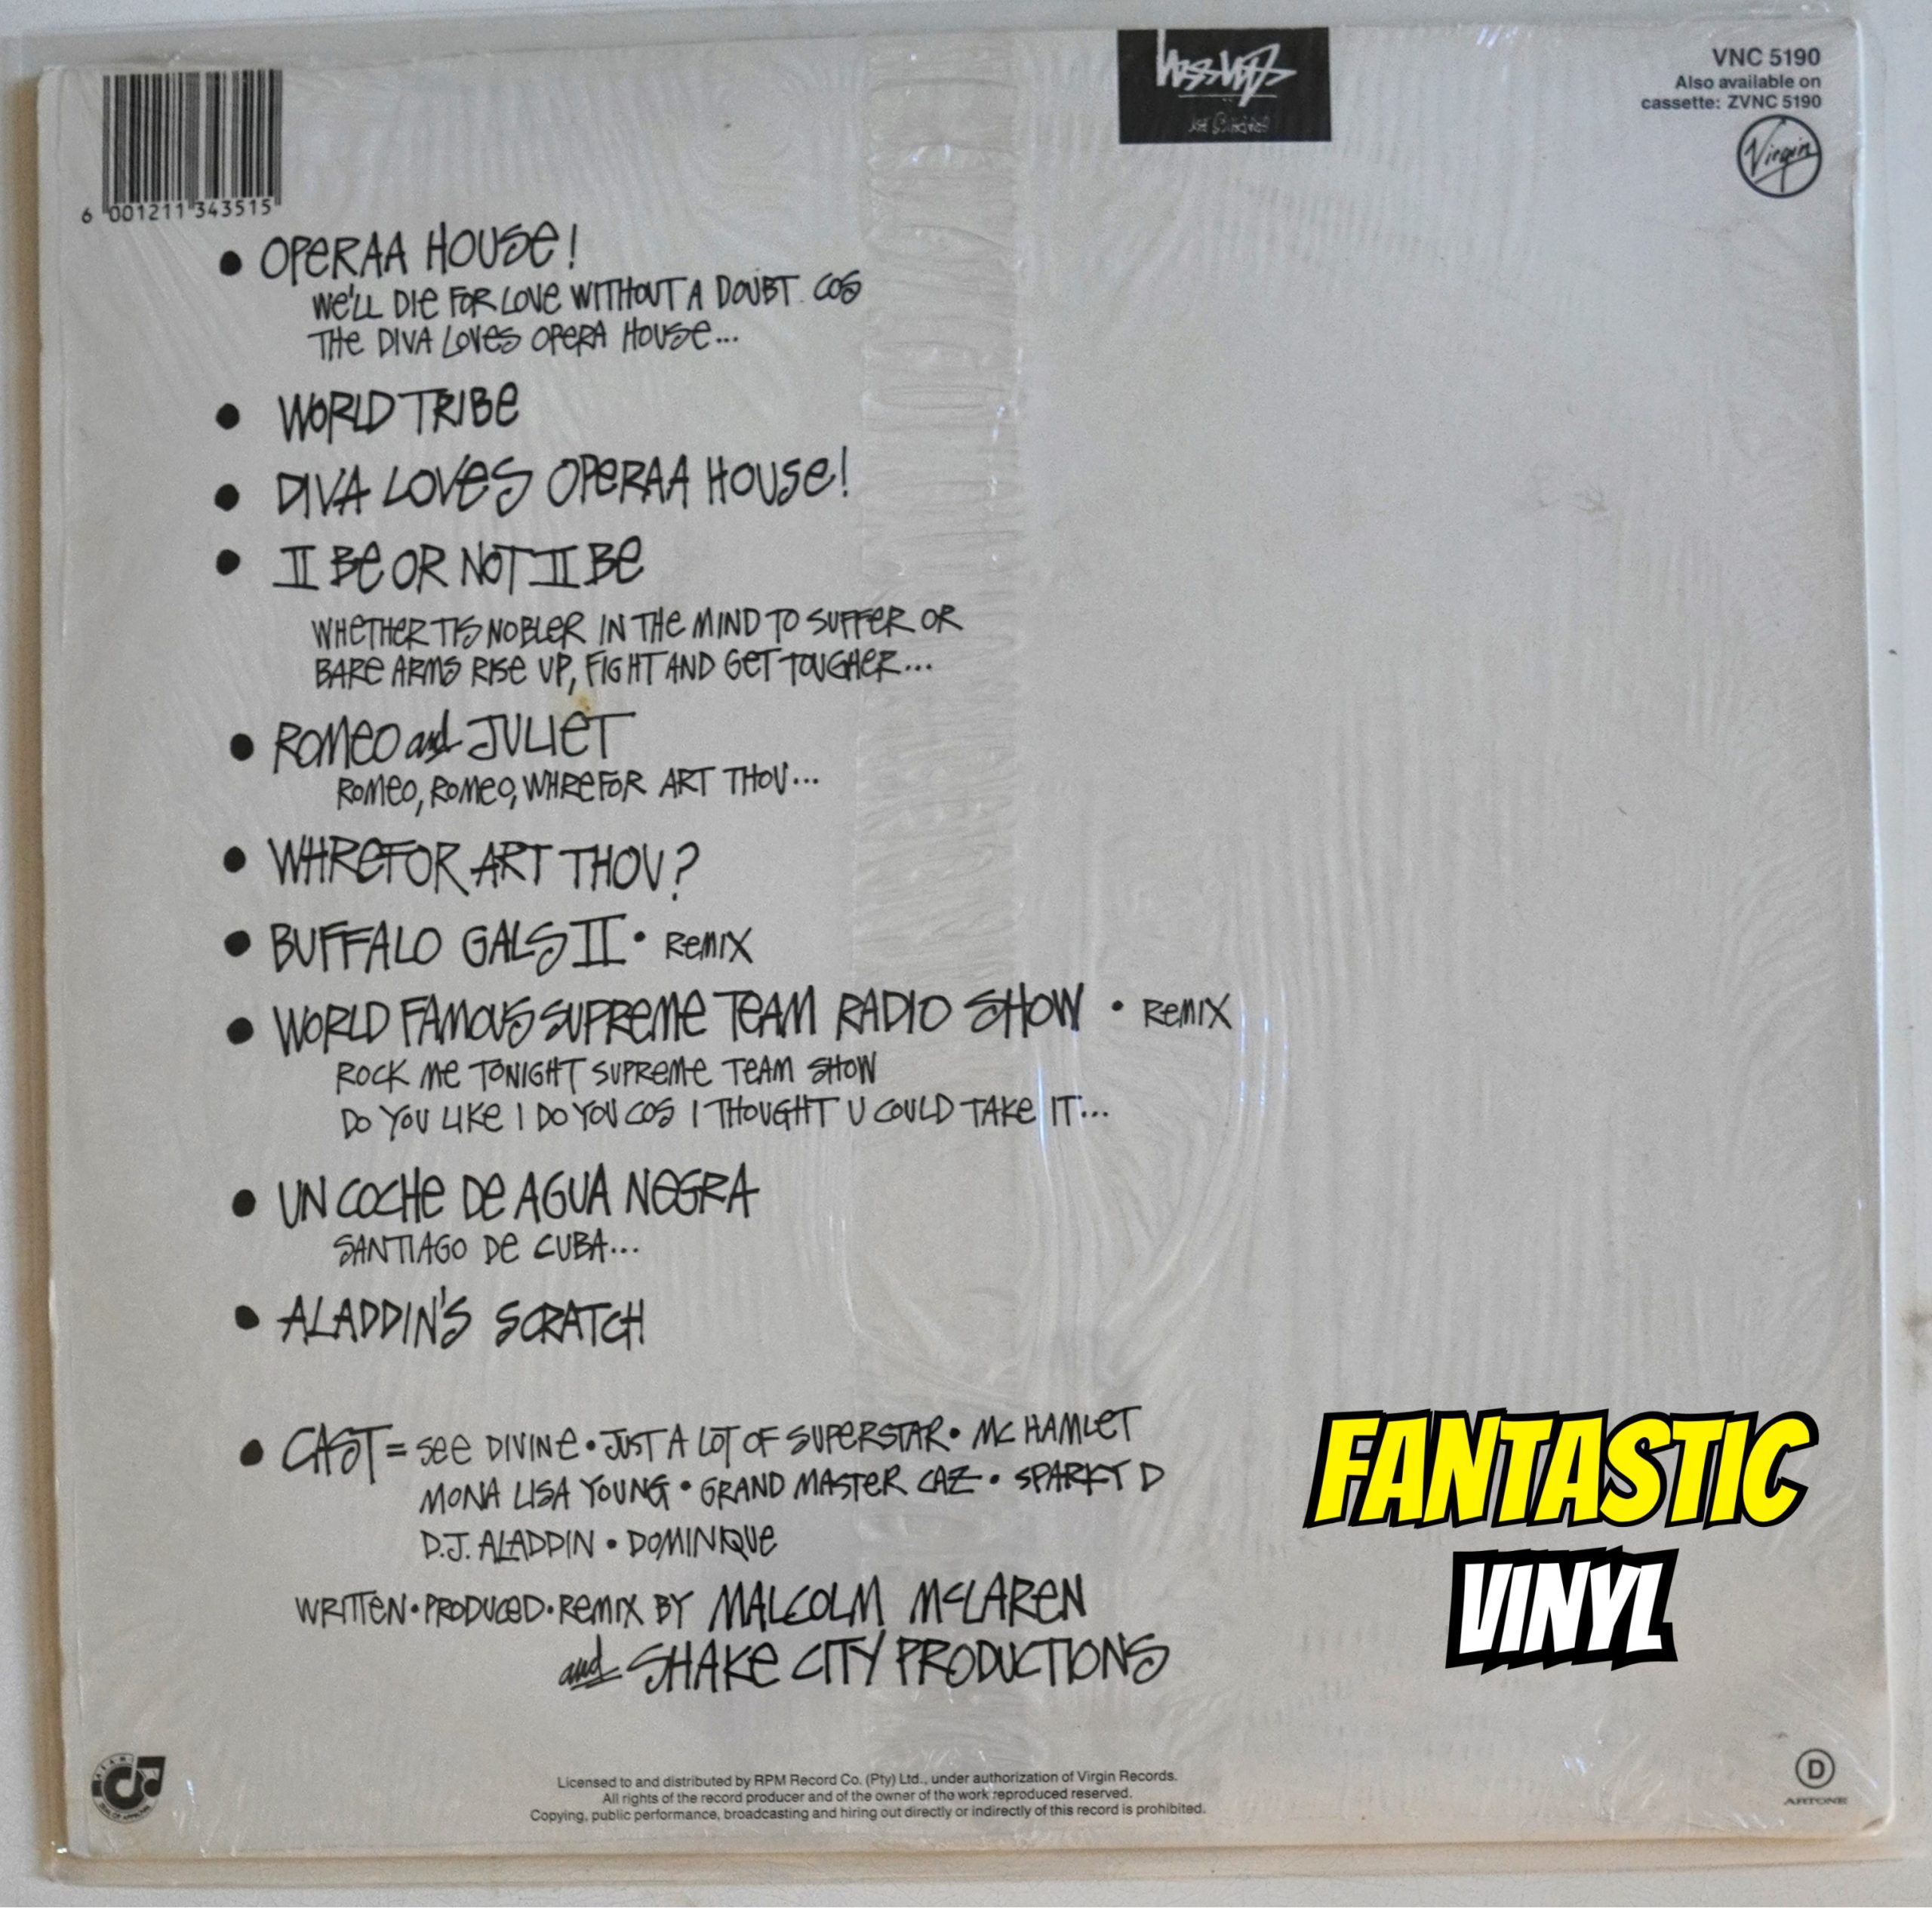 VNC 5190
Also available on
cassette: ZVNC 5190
Virgin
6 001211 343515
• OPERAA HOUSE!
WE'LL DIE FOR LOVE WITHOUT A DOUBT COS
THE DIVA LOVES OPERA HOUSE...
• WORLD TRIBE
• DIVA LOVES OPERAA HOUSE!
• II BE OR NOT II BE
WHETHER TIS NOBLER IN THE MIND TO SUFFER OR
BARE ARMS RISE UP, FIGHT AND GET TOUGHER...
• ROMEO and JULIET
ROMEO, ROMEO, WHREFOR ART THOU...
• WHREFOR ART THOU?
• BUFFALO GALS II • REMIX
• WORLD FAMOUS SUPREME TEAM RADIO SHOW • REMIX
ROCK ME TONIGHT SUPREME TEAM SHOW
DO YOU LIKE I DO YOU COS I THOUGHT U COULD TAKE IT...
• UN COCHE DE AGUA NEGRA
SANTIAGO DE CUBA...
• ALADDIN'S SCRATCH
• CAST = SEE DIVINE • JUST A LOT OF SUPERSTAR • MC HAMLET
MONA LISA YOUNG • GRAND MASTER CAZ • SPARKY D
D.J. ALADDIN • DOMINIQUE
WRITTEN • PRODUCED • REMIX BY MALCOLM McLAREN
and SHAKE CITY PRODUCTIONS
FANTASTIC
VINYL
Licensed to and distributed by RPM Record Co. (Pty) Ltd., under authorization of Virgin Records.
All rights of the record producer and of the owner of the work reproduced reserved.
Copying, public performance, broadcasting and hiring out directly or indirectly of this record is prohibited.
D
ARTONE